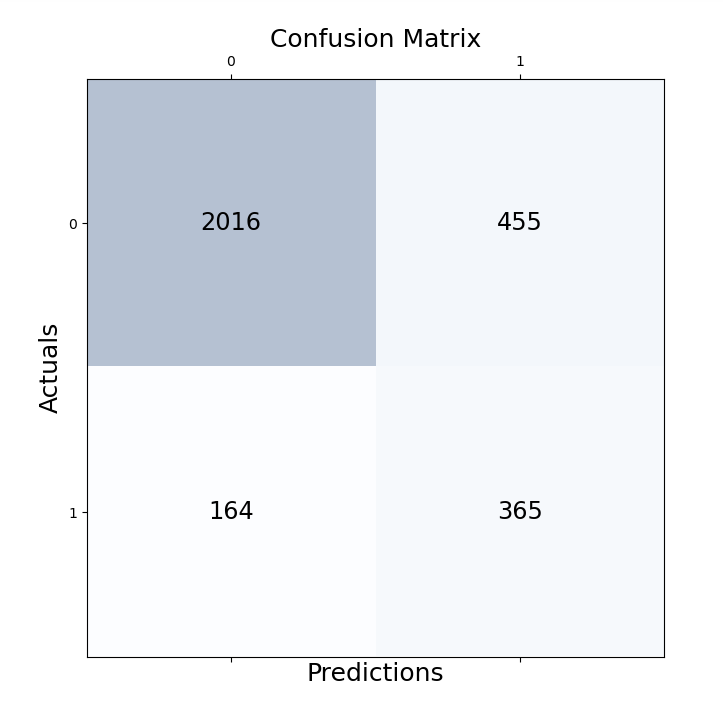 Confusion Matrix
0 1
0 2016 455
Actuals
1 164 365
Predictions